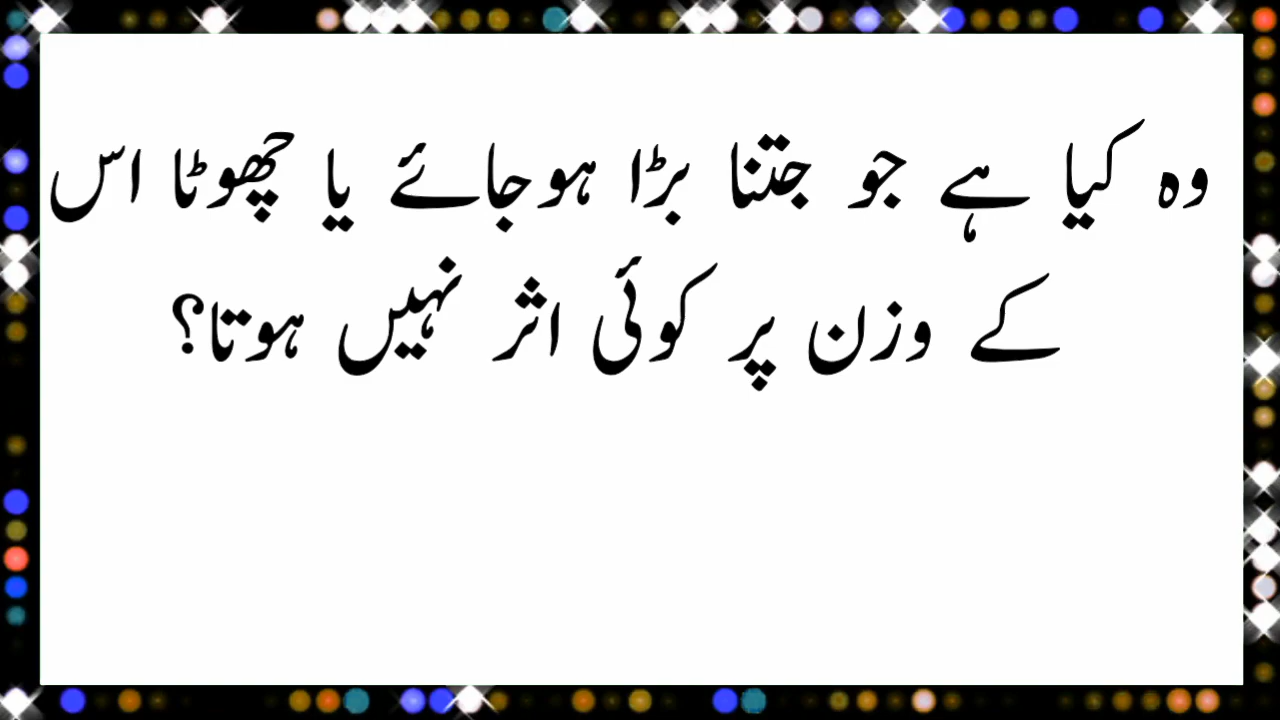 وہ کیا ہے جو جتنا بڑا ہوجائے یا چھوٹا اس
کے وزن پر کوئی اثر نہیں ہوتا؟